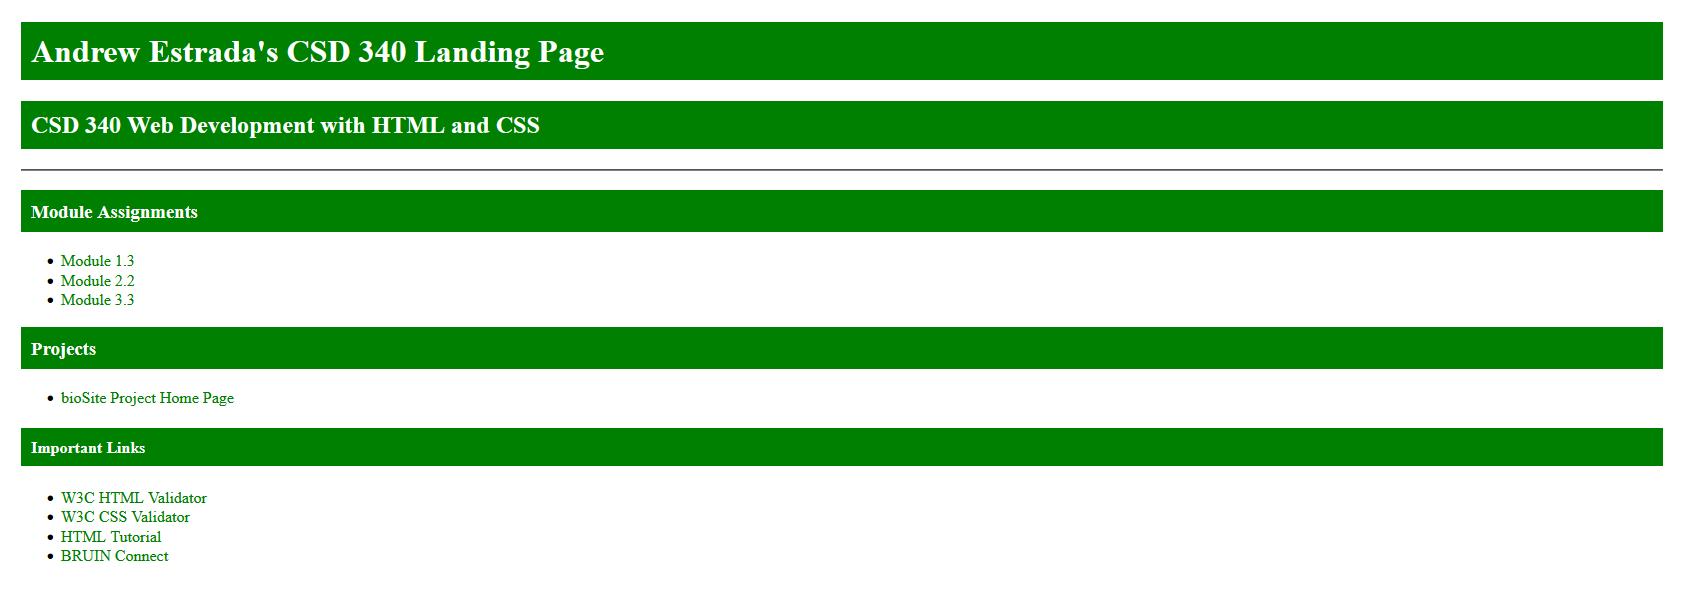 Andrew Estrada's CSD 340 Landing Page
CSD 340 Web Development with HTML and CSS
Module Assignments
Module 1.3
Module 2.2
Module 3.3
Projects
bioSite Project Home Page
Important Links
W3C HTML Validator
W3C CSS Validator
HTML Tutorial
BRUIN Connect